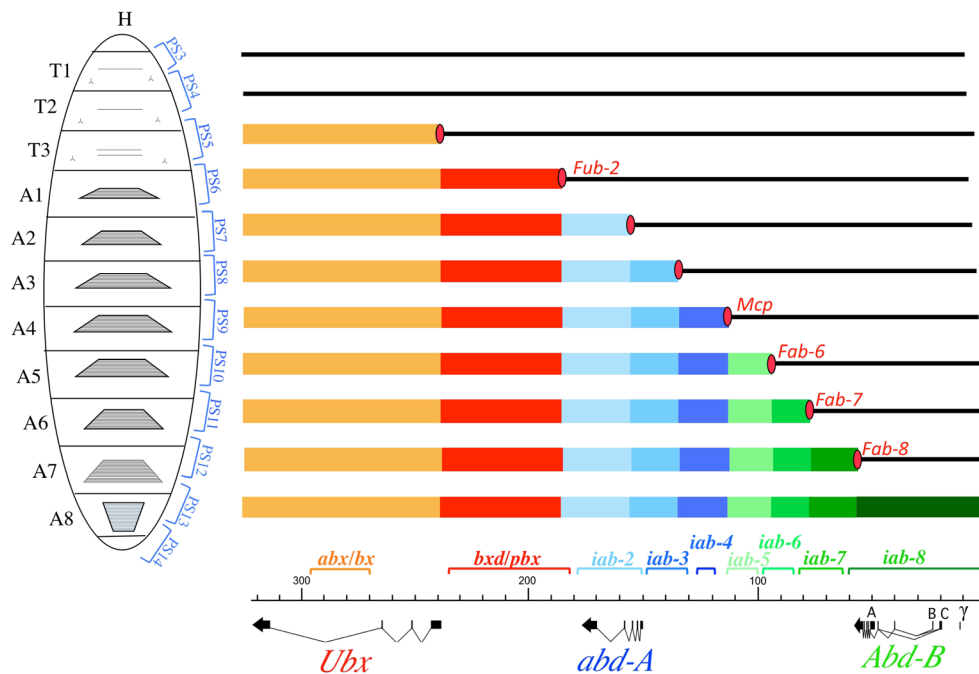 H
T1
T2
T3
A1
A2
A3
A4
A5
A6
A7
A8
PS3
PS4
PS5
PS6
PS7
PS8
PS9
PS10
PS11
PS12
PS13
PS14
Fub-2
Mcp
Fab-6
Fab-7
Fab-8
abx/bx
bxd/pbx
iab-2
iab-3
iab-4
iab-5
iab-6
iab-7
iab-8
300
200
100
A
B
C
γ
Ubx
abd-A
Abd-B